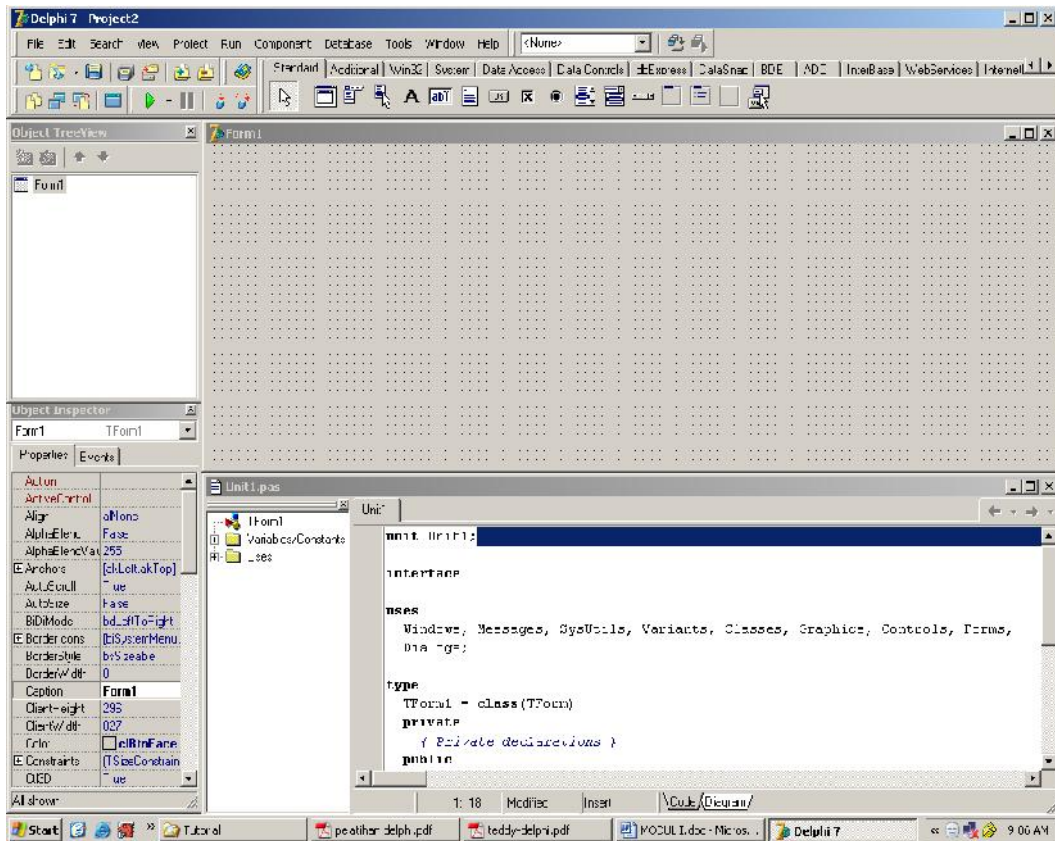 Delphi 7 Project2
File Edit Search View Project Run Component Database Tools Window Help <None>
Standard Additional Win32 System Data Access Data Controls dbExpress DataSnap BDE ADO InterBase WebServices Internet
Object TreeView
Form1
Form1
Object Inspector
Form1 TForm1
Properties Events
Action
ActiveControl
Align alNone
AlphaBlend False
AlphaBlendVal 255
Anchors [akLeft,akTop]
AutoScroll True
AutoSize False
BiDiMode bdLeftToRight
BorderIcons [biSystemMenu,
BorderStyle bsSizeable
BorderWidth 0
Caption Form1
ClientHeight 296
ClientWidth
Color clBtnFace
Constraints (TSizeConstrain
True
All shown
Unit1.pas
TForm1
Variables/Constants
Uses
Unit1
unit Unit1;
interface
uses
Windows, Messages, SysUtils, Variants, Classes, Graphics, Controls, Forms,
Dialogs;
type
TForm1 = class(TForm)
private
{ Private declarations }
public
1: 18 Modified Insert Code Diagram
Start Tutorial pelatihan delphi.pdf teddy-delphi.pdf MODUL I.doc - Micros... Delphi 7 9:06 AM